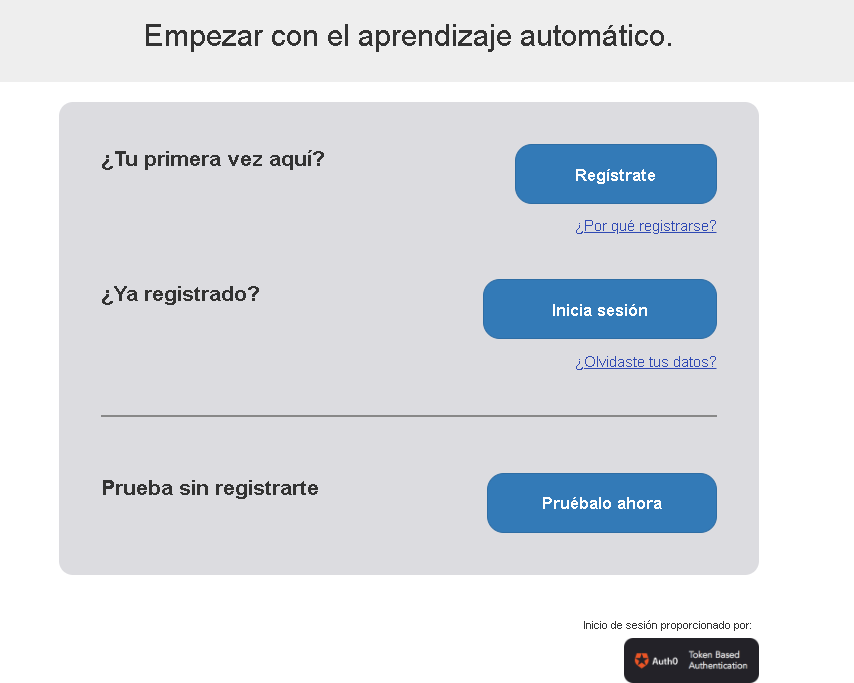 Empezar con el aprendizaje automático.
¿Tu primera vez aquí?
Regístrate
¿Por qué registrarse?
¿Ya registrado?
Inicia sesión
¿Olvidaste tus datos?
Prueba sin registrarte
Pruébalo ahora
Inicio de sesión proporcionado por:
Auth0
Token Based
Authentication